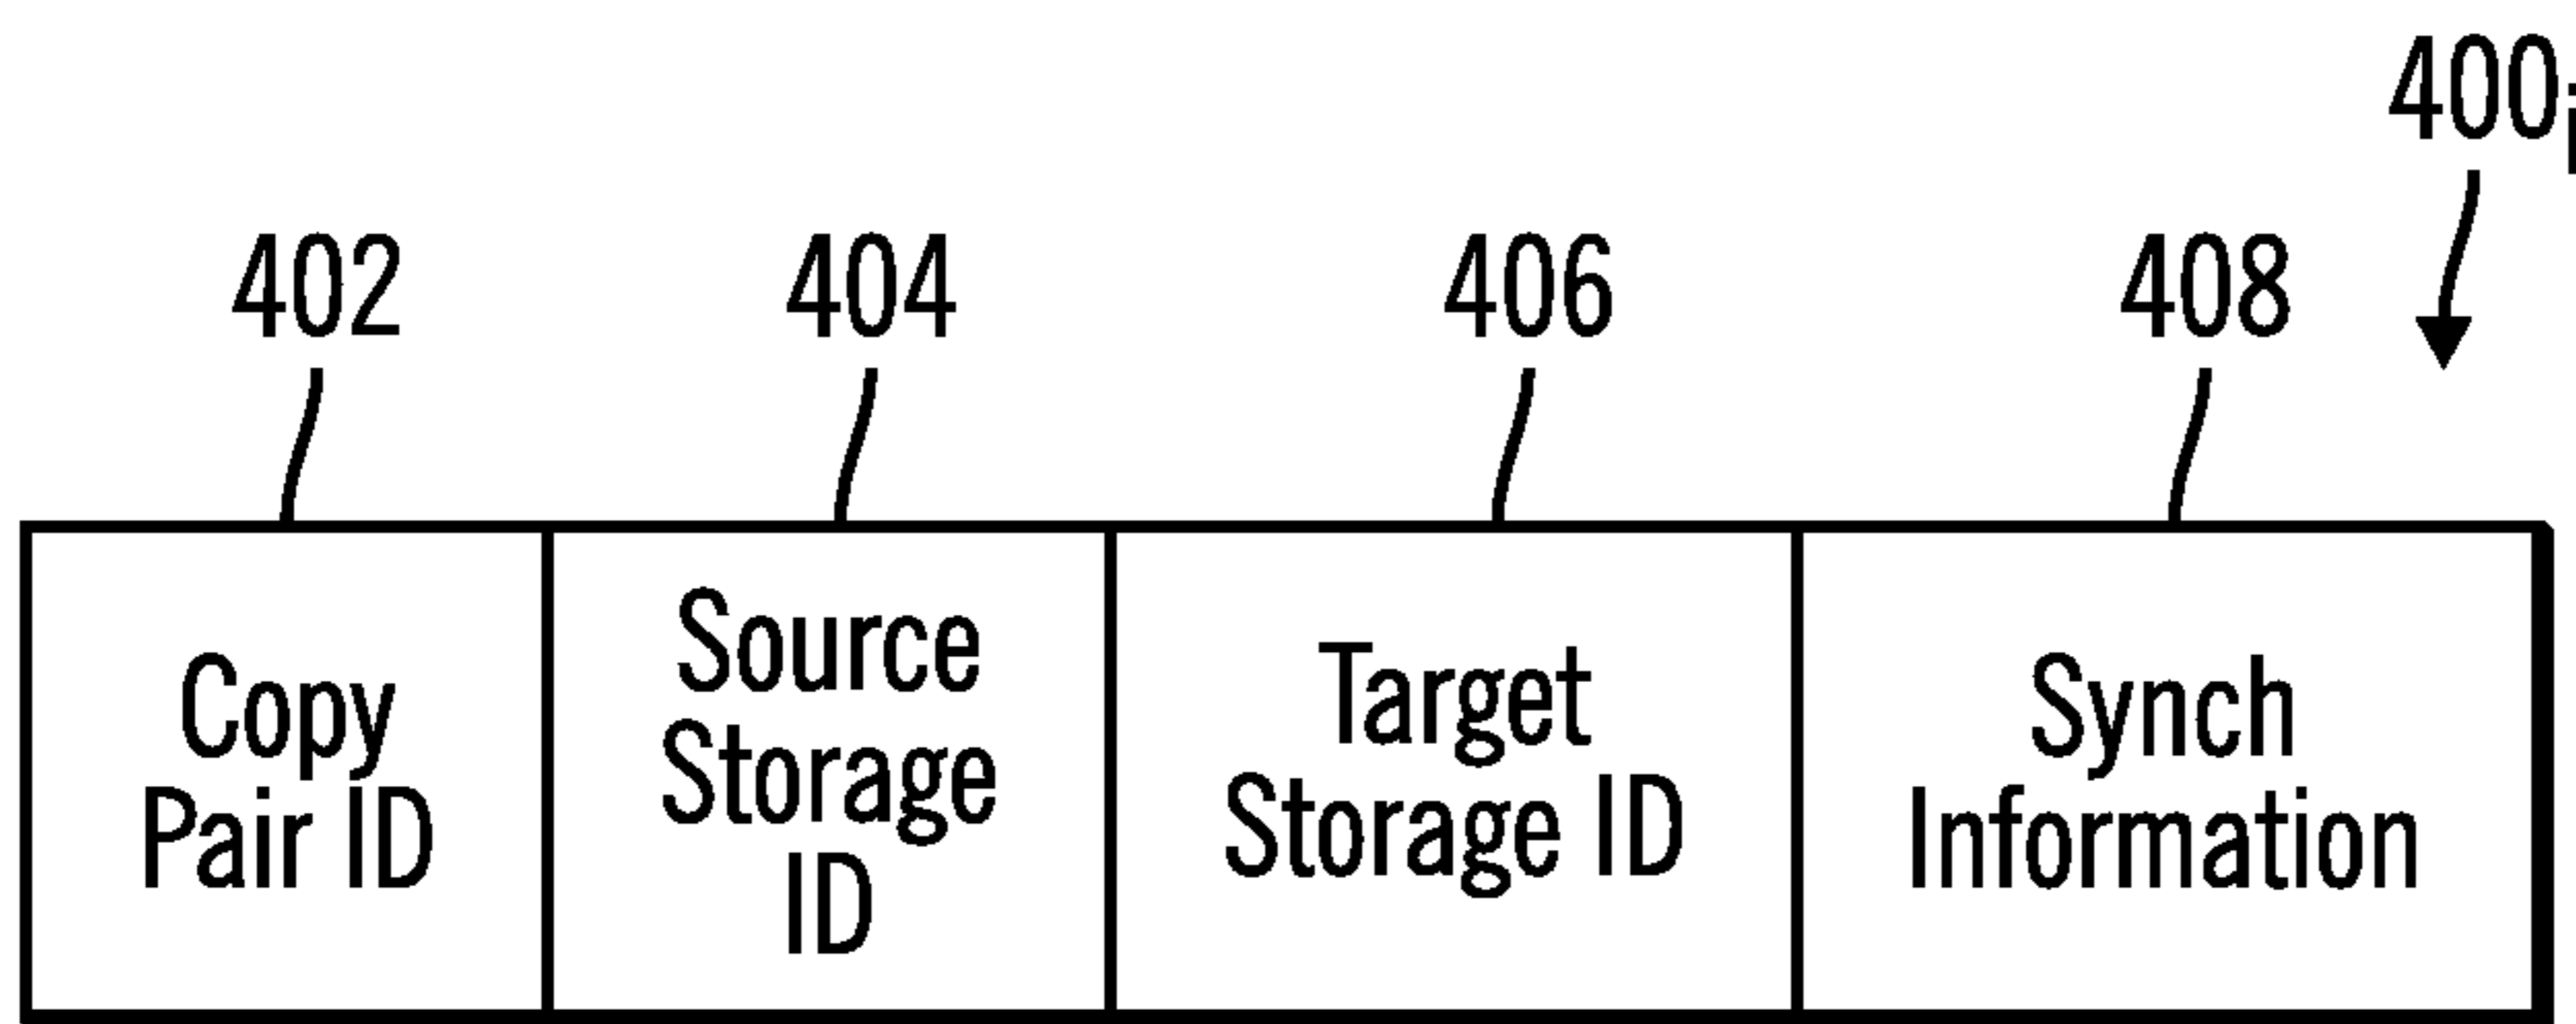 400i
402 404 406 408
Copy
Pair ID
Source
Storage
ID
Target
Storage ID
Synch
Information